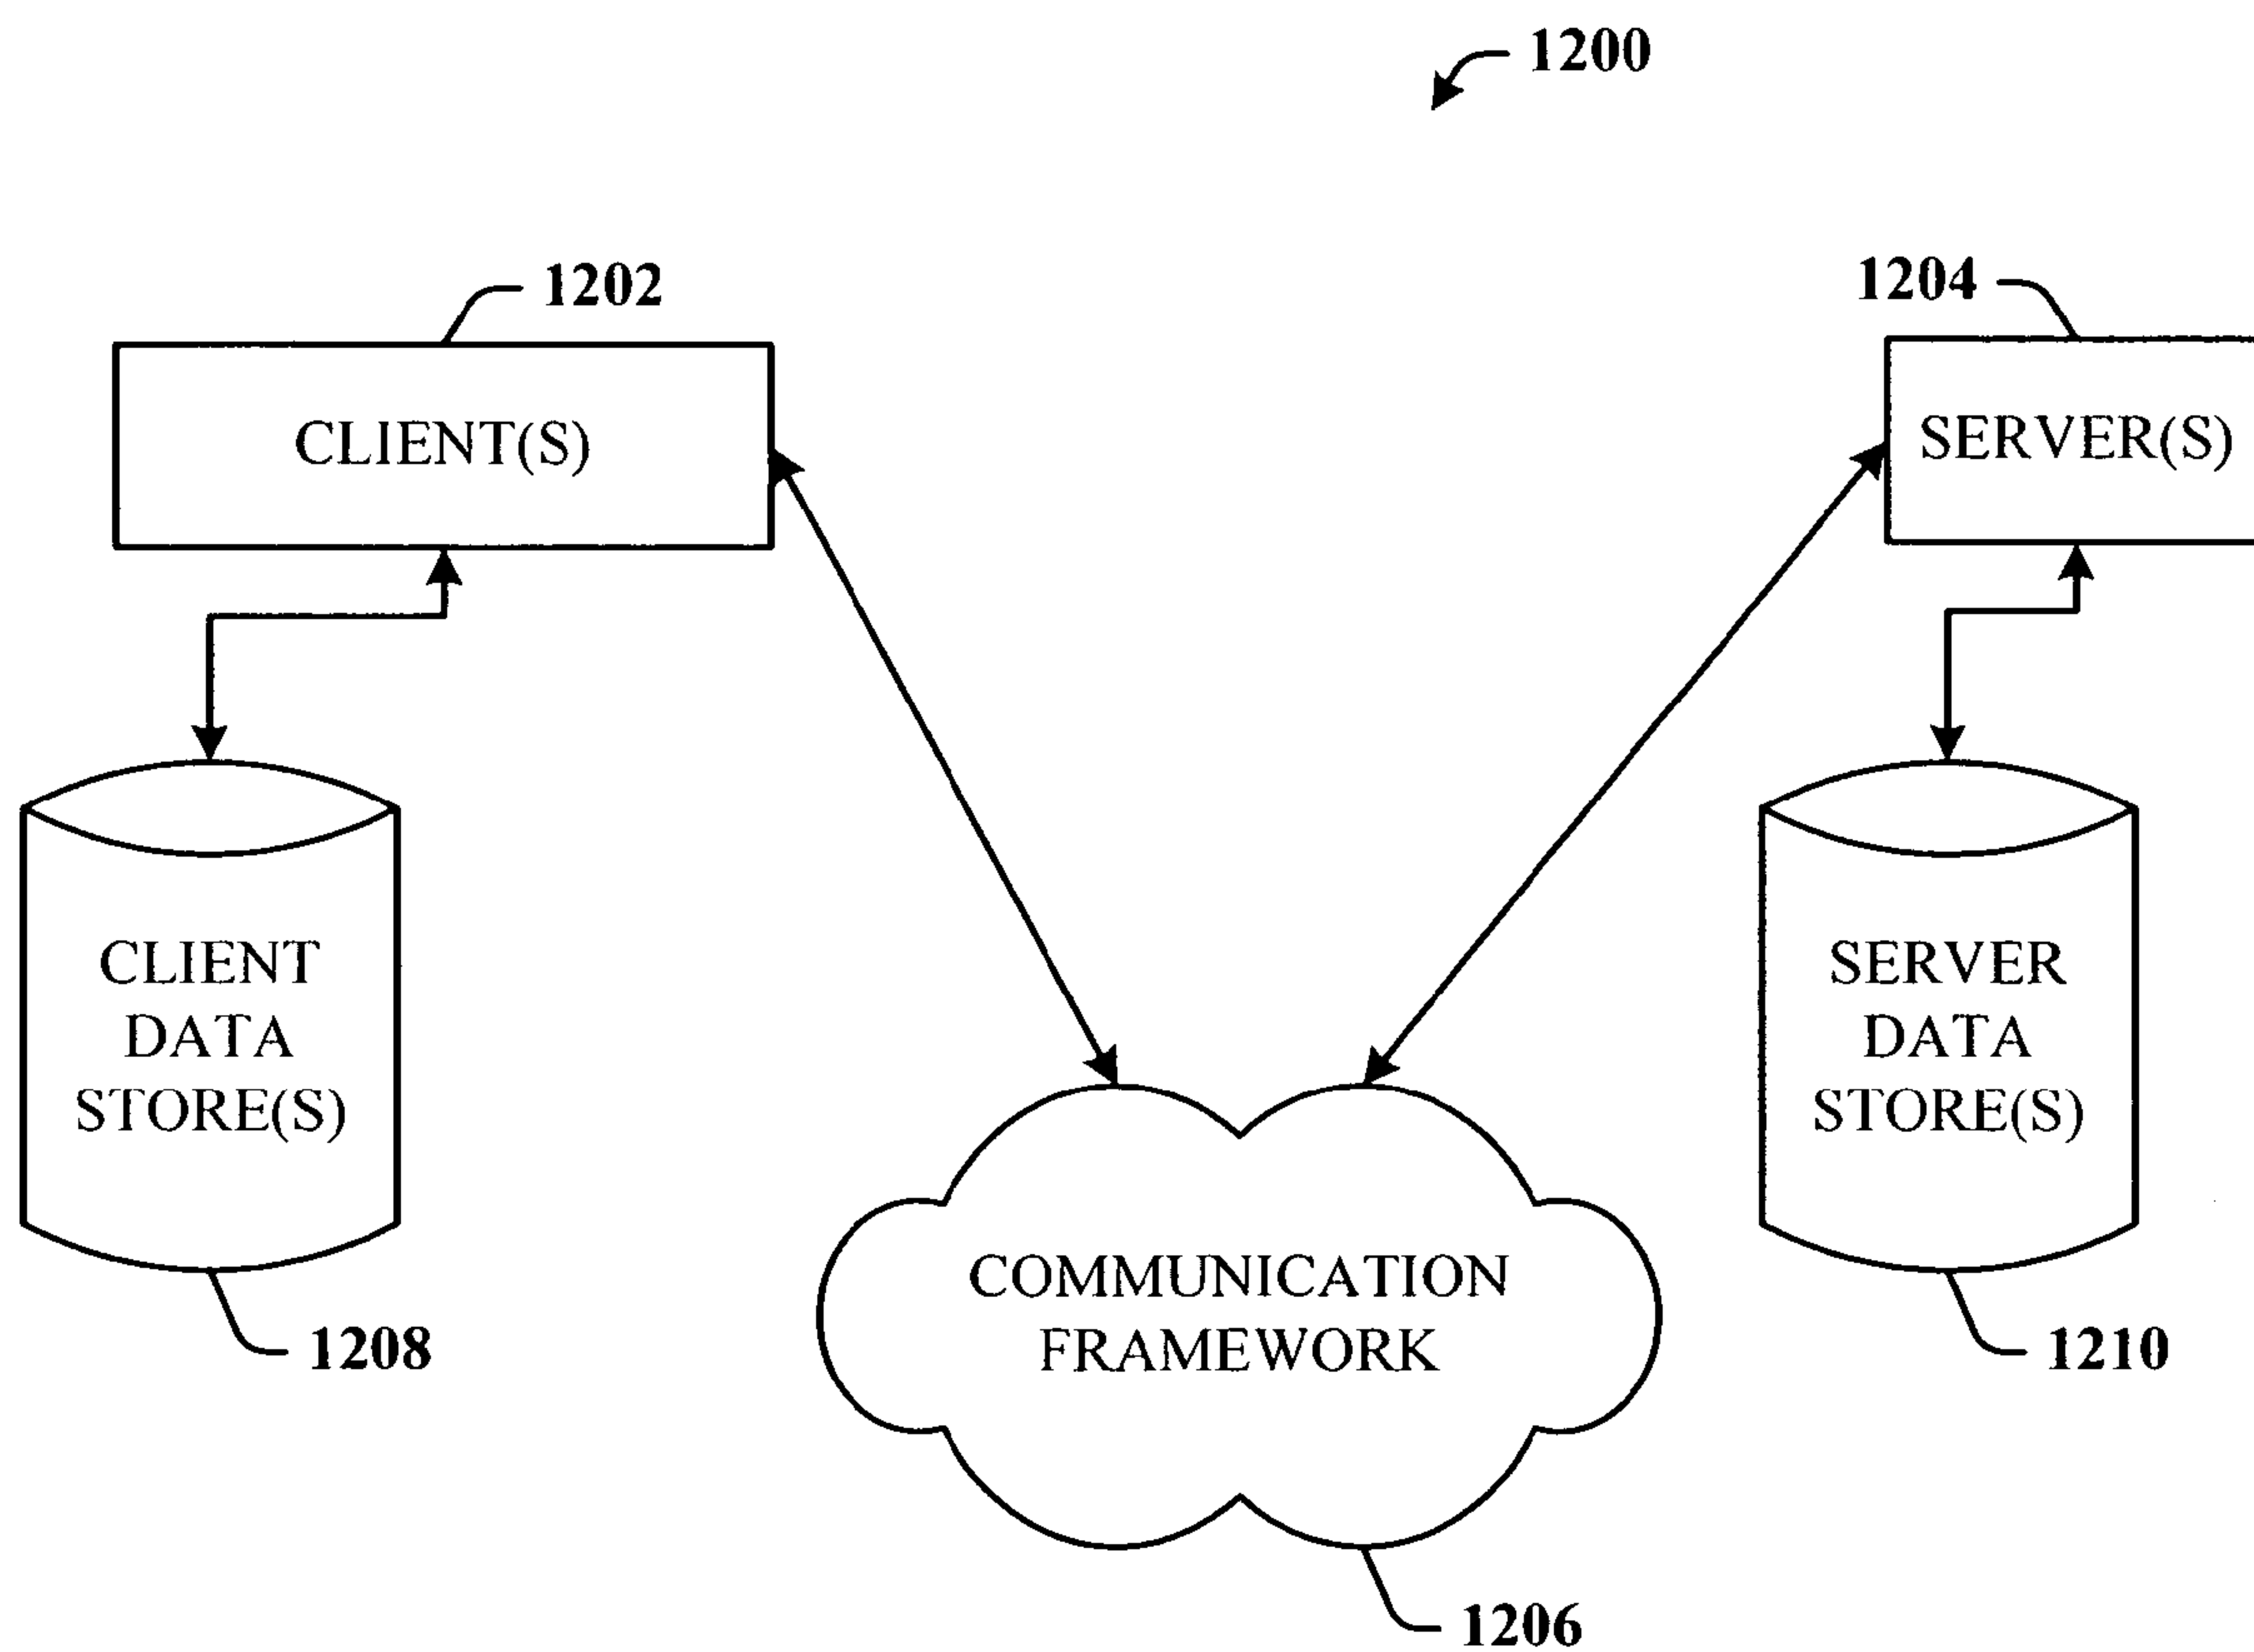 1200
1202
1204
CLIENT(S)
SERVER(S)
CLIENT
DATA
STORE(S)
SERVER
DATA
STORE(S)
COMMUNICATION
FRAMEWORK
1208
1210
1206